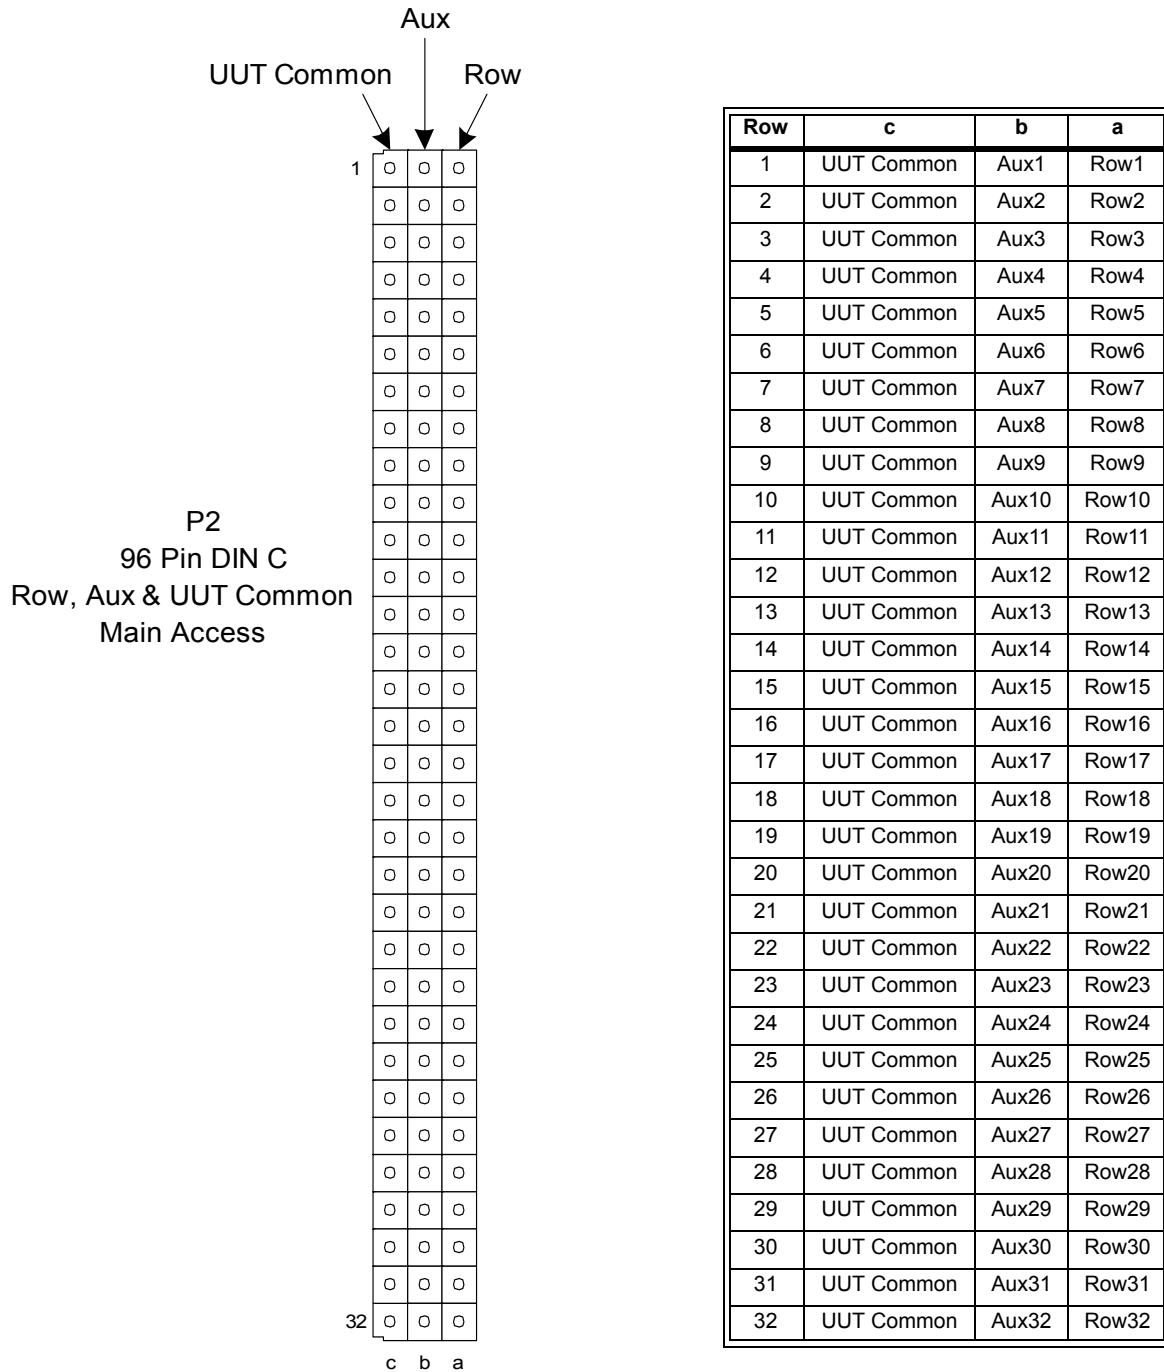 Aux
UUT Common
Row
1
P2
96 Pin DIN C
Row, Aux & UUT Common
Main Access
32
c b a
Row c b a
1 UUT Common Aux1 Row1
2 UUT Common Aux2 Row2
3 UUT Common Aux3 Row3
4 UUT Common Aux4 Row4
5 UUT Common Aux5 Row5
6 UUT Common Aux6 Row6
7 UUT Common Aux7 Row7
8 UUT Common Aux8 Row8
9 UUT Common Aux9 Row9
10 UUT Common Aux10 Row10
11 UUT Common Aux11 Row11
12 UUT Common Aux12 Row12
13 UUT Common Aux13 Row13
14 UUT Common Aux14 Row14
15 UUT Common Aux15 Row15
16 UUT Common Aux16 Row16
17 UUT Common Aux17 Row17
18 UUT Common Aux18 Row18
19 UUT Common Aux19 Row19
20 UUT Common Aux20 Row20
21 UUT Common Aux21 Row21
22 UUT Common Aux22 Row22
23 UUT Common Aux23 Row23
24 UUT Common Aux24 Row24
25 UUT Common Aux25 Row25
26 UUT Common Aux26 Row26
27 UUT Common Aux27 Row27
28 UUT Common Aux28 Row28
29 UUT Common Aux29 Row29
30 UUT Common Aux30 Row30
31 UUT Common Aux31 Row31
32 UUT Common Aux32 Row32